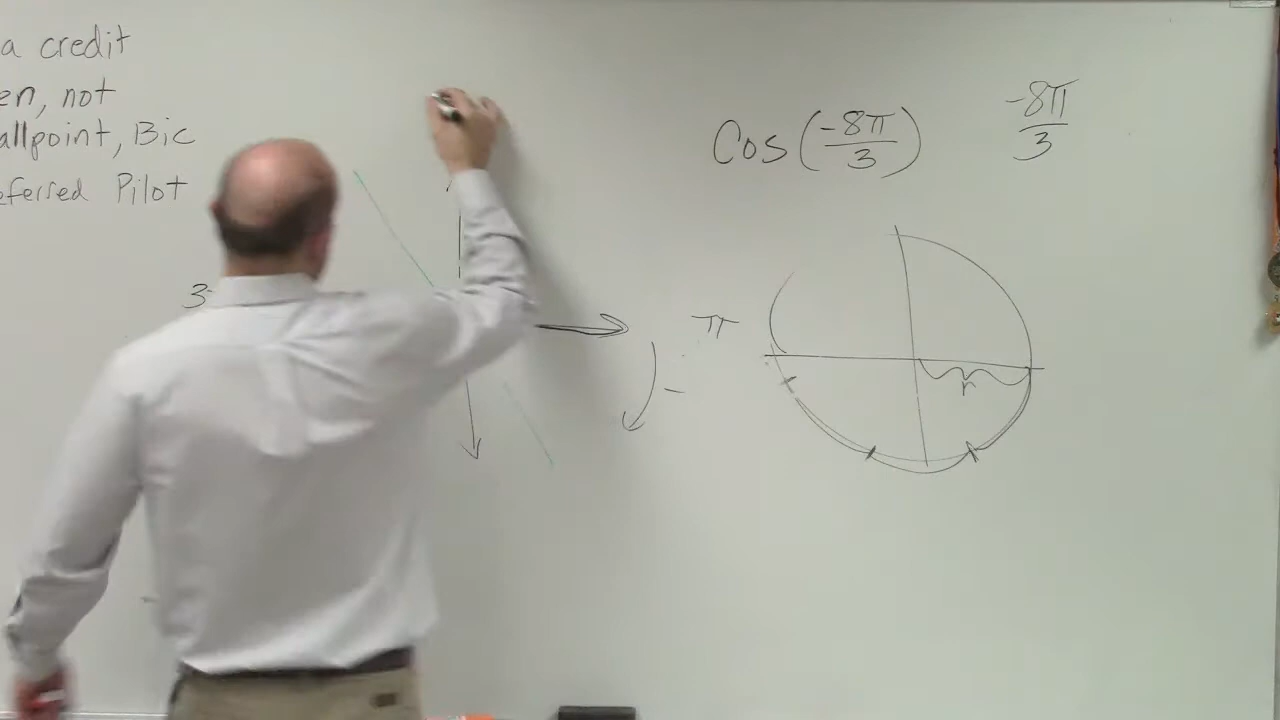 a credit
en, not
allpoint, Bic
eferred Pilot
Cos(-8π/3)
-8π/3
3
π
r
-